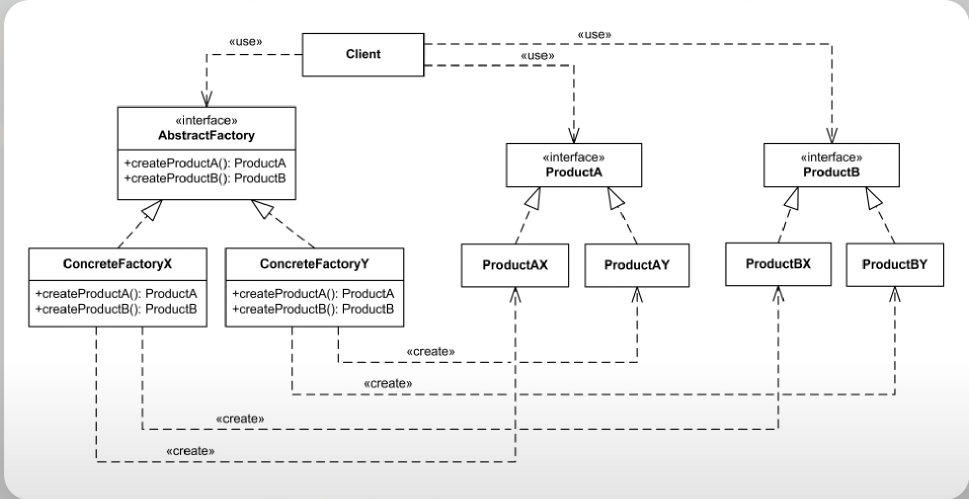 «use»
Client
«use»
«use»
«interface»
AbstractFactory
+createProductA(): ProductA
+createProductB(): ProductB
«interface»
ProductA
«interface»
ProductB
ConcreteFactoryX
+createProductA(): ProductA
+createProductB(): ProductB
ConcreteFactoryY
+createProductA(): ProductA
+createProductB(): ProductB
ProductAX
ProductAY
ProductBX
ProductBY
«create»
«create»
«create»
«create»